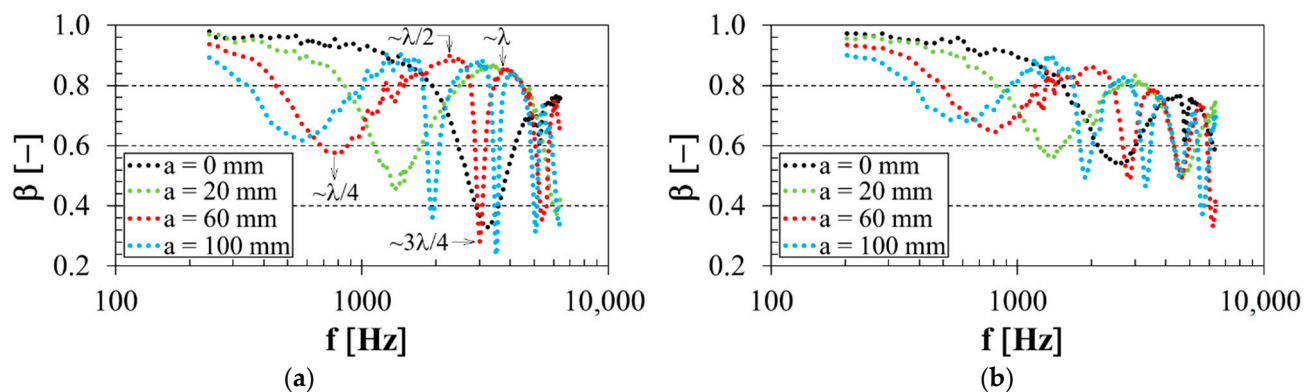 1.0
0.8
0.6
0.4
0.2
β [−]
~λ/2
~λ
~λ/4
~3λ/4
a = 0 mm
a = 20 mm
a = 60 mm
a = 100 mm
100 1000 10,000
f [Hz]
(a)
1.0
0.8
0.6
0.4
0.2
β [−]
a = 0 mm
a = 20 mm
a = 60 mm
a = 100 mm
100 1000 10,000
f [Hz]
(b)